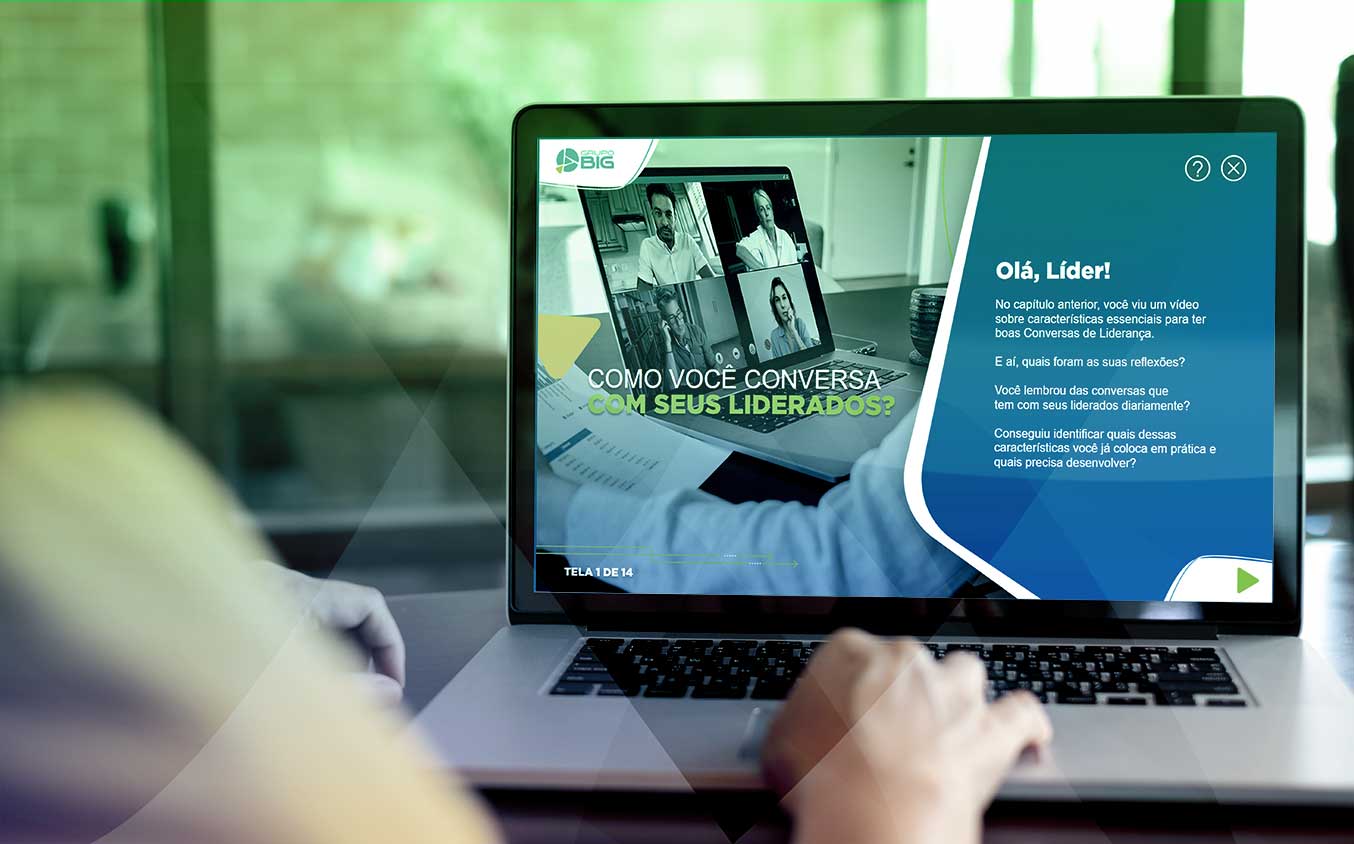 GRUPO
BIG
COMO VOCÊ CONVERSA
COM SEUS LIDERADOS?
TELA 1 DE 14
?
Olá, Líder!
No capítulo anterior, você viu um vídeo
sobre características essenciais para ter
boas Conversas de Liderança.
E aí, quais foram as suas reflexões?
Você lembrou das conversas que
tem com seus liderados diariamente?
Conseguiu identificar quais dessas
características você já coloca em prática e
quais precisa desenvolver?